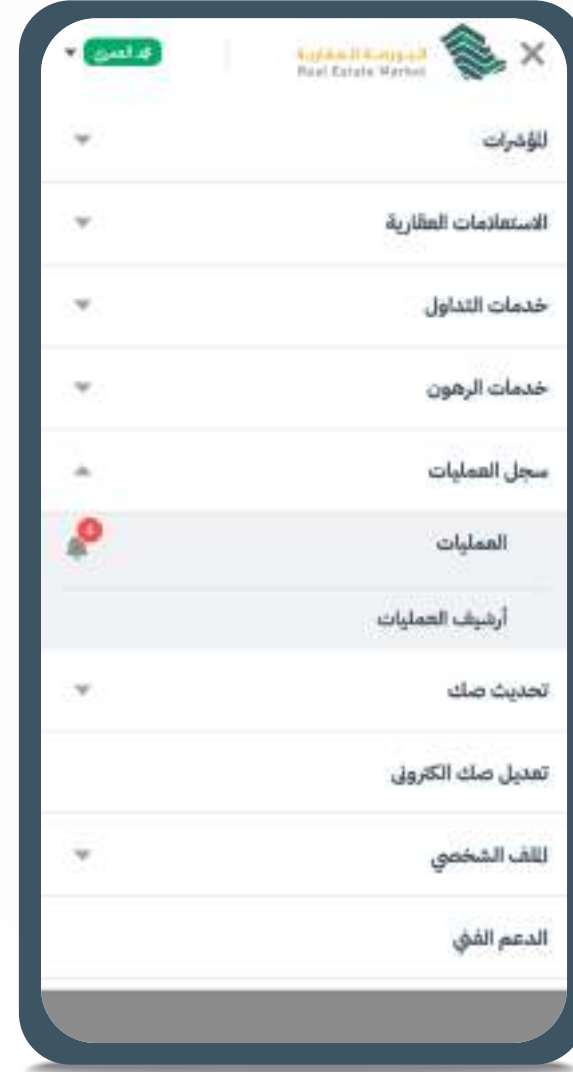 البورصة العقارية
Real Estate Market
المؤشرات
الاستعلامات العقارية
خدمات التداول
خدمات الرهون
سجل العمليات
العمليات
4
أرشيف العمليات
تحديث صك
تعديل صك الكتروني
الملف الشخصي
الدعم الفني